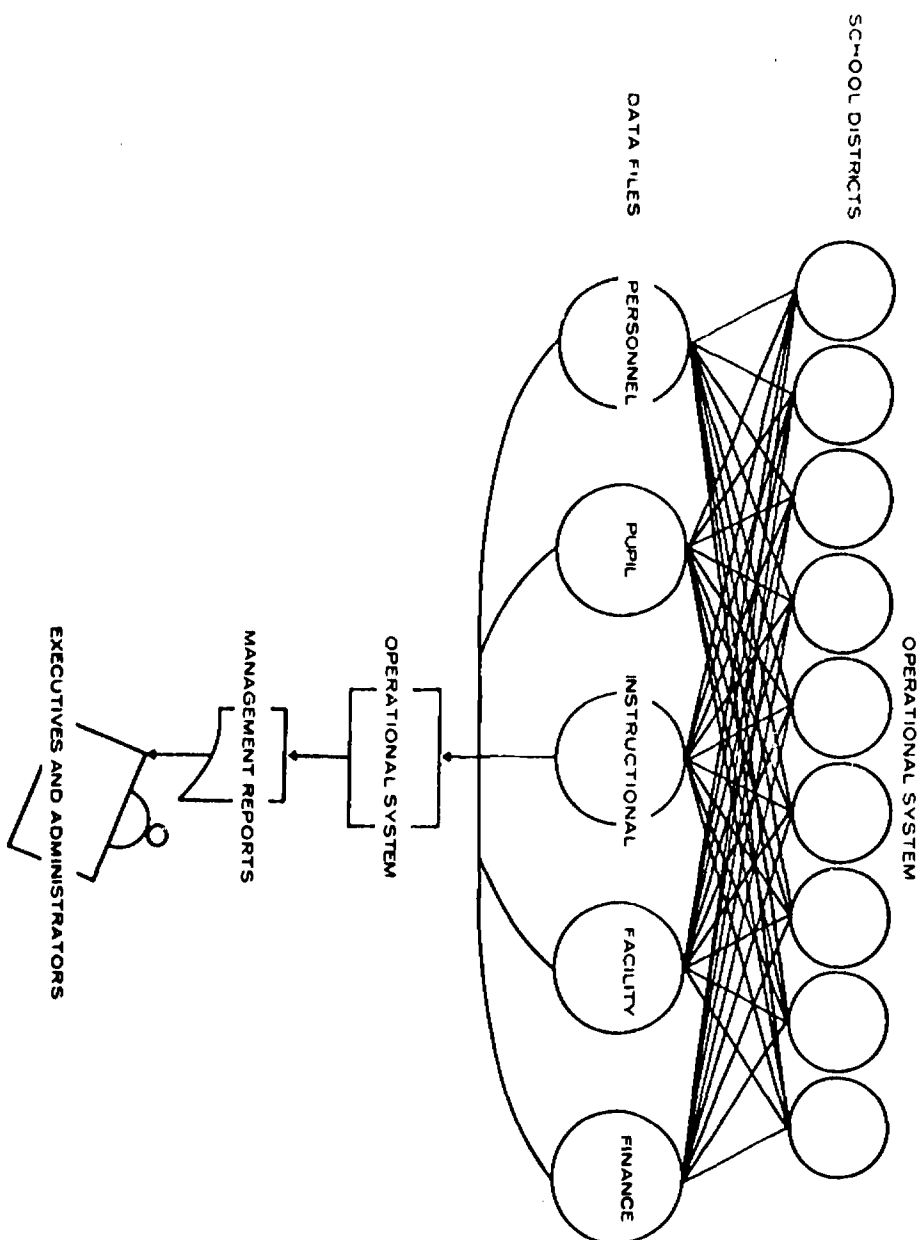 OPERATIONAL SYSTEM
SCHOOL DISTRICTS
DATA FILES
PERSONNEL
PUPIL
INSTRUCTIONAL
FACILITY
FINANCE
OPERATIONAL SYSTEM
MANAGEMENT REPORTS
EXECUTIVES AND ADMINISTRATORS